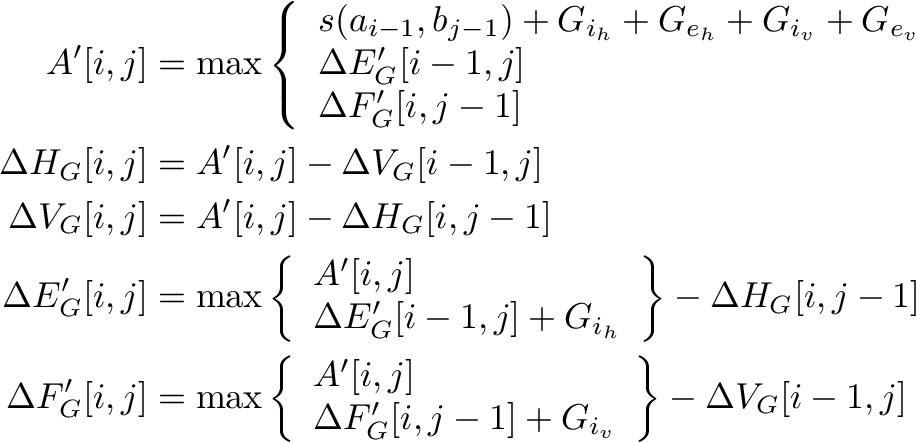 A′[i, j] = max { s(a_{i−1}, b_{j−1}) + G_{i_h} + G_{e_h} + G_{i_v} + G_{e_v}
ΔE′_G[i − 1, j]
ΔF′_G[i, j − 1]
ΔH_G[i, j] = A′[i, j] − ΔV_G[i − 1, j]
ΔV_G[i, j] = A′[i, j] − ΔH_G[i, j − 1]
ΔE′_G[i, j] = max { A′[i, j]
ΔE′_G[i − 1, j] + G_{i_h} } − ΔH_G[i, j − 1]
ΔF′_G[i, j] = max { A′[i, j]
ΔF′_G[i, j − 1] + G_{i_v} } − ΔV_G[i − 1, j]